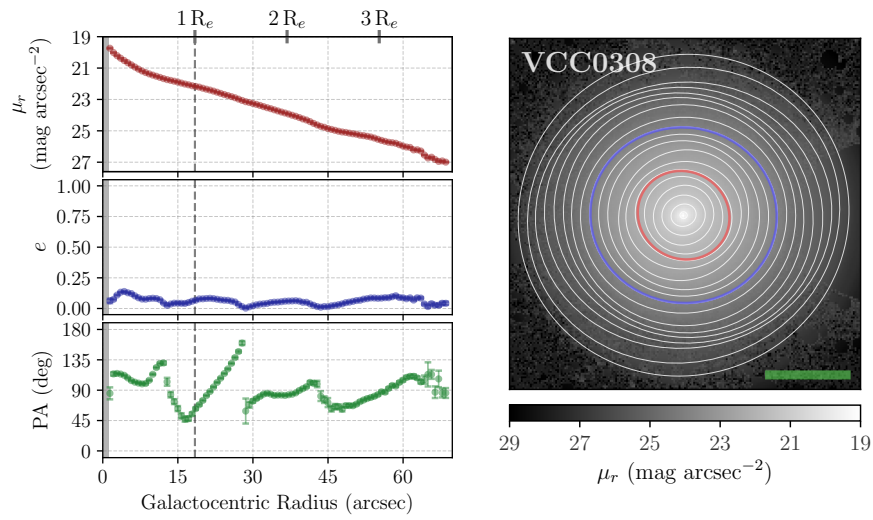 1 R_e 2 R_e 3 R_e
19
21
23
25
27
μ_r
(mag arcsec⁻²)
1.00
0.75
0.50
0.25
0.00
e
180
135
90
45
0
PA (deg)
0 15 30 45 60
Galactocentric Radius (arcsec)
VCC0308
29 27 25 23 21 19
μ_r (mag arcsec⁻²)